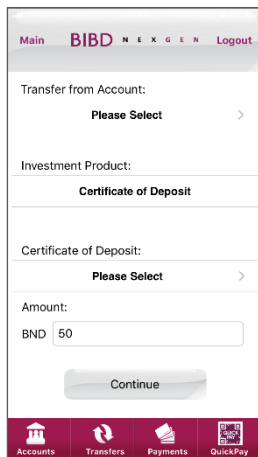 Main BIBD NEXGEN Logout
Transfer from Account:
Please Select
Investment Product:
Certificate of Deposit
Certificate of Deposit:
Please Select
Amount:
BND 50
Continue
QUICK PAY
Accounts Transfers Payments QuickPay